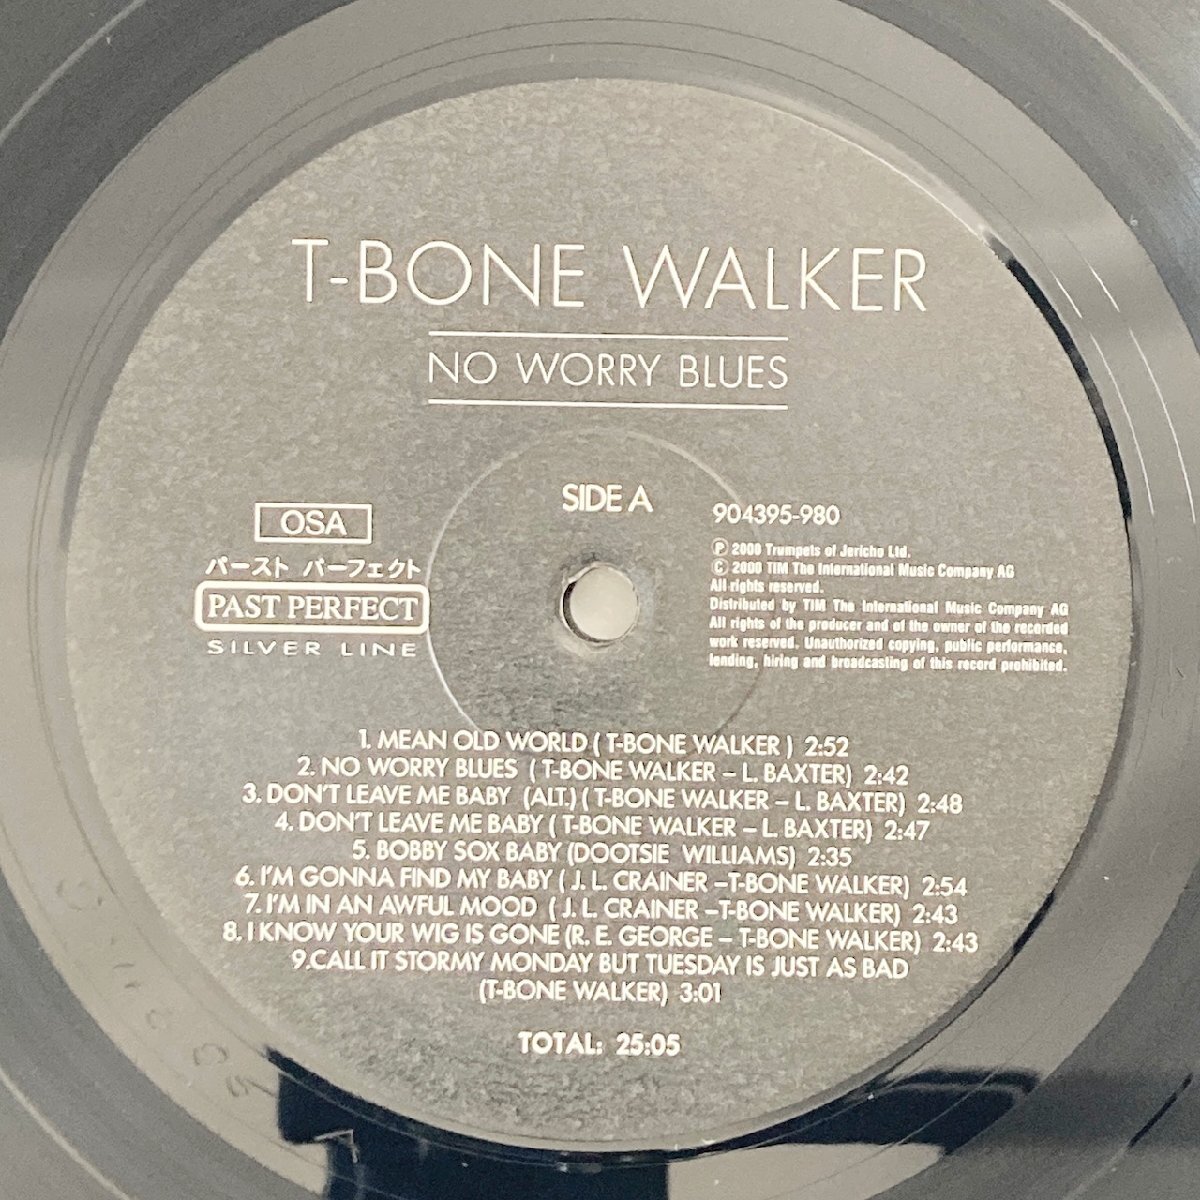 T-BONE WALKER
NO WORRY BLUES
SIDE A
OSA
パースト パーフェクト
PAST PERFECT
SILVER LINE
904395-980
Ⓟ 2000 Trumpets of Jericho Ltd.
© 2000 TIM The International Music Company AG
All rights reserved.
Distributed by TIM The International Music Company AG
All rights of the producer and of the owner of the recorded
work reserved. Unauthorized copying, public performance,
lending, hiring and broadcasting of this record prohibited.
1. MEAN OLD WORLD ( T-BONE WALKER ) 2:52
2. NO WORRY BLUES ( T-BONE WALKER – L. BAXTER) 2:42
3. DON'T LEAVE ME BABY (ALT.) ( T-BONE WALKER – L. BAXTER) 2:48
4. DON'T LEAVE ME BABY ( T-BONE WALKER – L. BAXTER) 2:47
5. BOBBY SOX BABY (DOOTSIE WILLIAMS) 2:35
6. I'M GONNA FIND MY BABY ( J. L. CRAINER –T-BONE WALKER) 2:54
7. I'M IN AN AWFUL MOOD ( J. L. CRAINER –T-BONE WALKER) 2:43
8. I KNOW YOUR WIG IS GONE (R. E. GEORGE – T-BONE WALKER) 2:43
9.CALL IT STORMY MONDAY BUT TUESDAY IS JUST AS BAD
(T-BONE WALKER) 3:01
TOTAL: 25:05